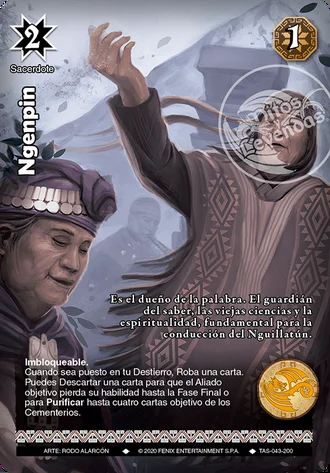 2
1
Sacerdote
Ngenpin
Mitos y
Leyendas
Es el dueño de la palabra. El guardián
del saber, las viejas ciencias y la
espiritualidad, fundamental para la
conducción del Nguillatún.
Imbloqueable.
Cuando sea puesto en tu Destierro, Roba una carta.
Puedes Descartar una carta para que el Aliado
objetivo pierda su habilidad hasta la Fase Final o
para Purificar hasta cuatro cartas objetivo de los
Cementerios.
ARTE: RODO ALARCÓN ◆ © 2020 FENIX ENTERTAINMENT S.P.A. ◆ TAS-043-200